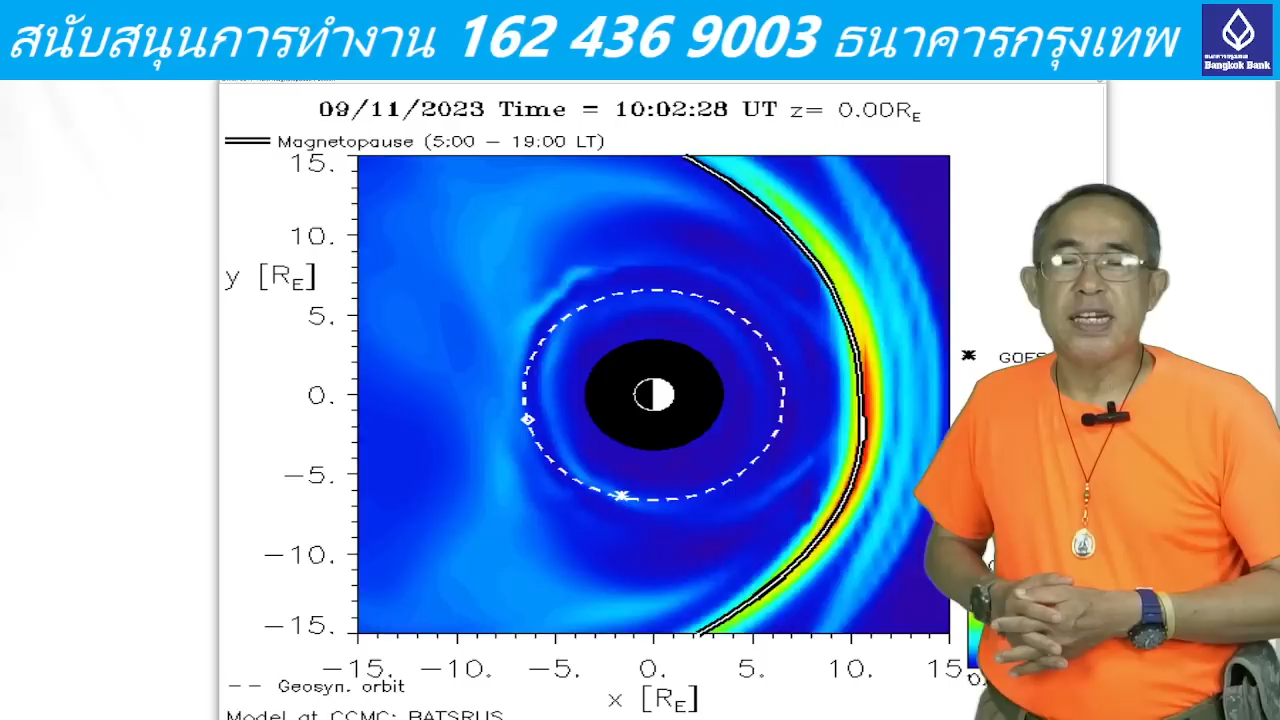 สนับสนุนการทำงาน 162 436 9003 ธนาคารกรุงเทพ
Bangkok Bank
09/11/2023 Time = 10:02:28 UT z= 0.00RE
Magnetopause (5:00 – 19:00 LT)
15.
10.
y [RE]
5.
GOES
0.
–5.
–10.
–15.
–15. –10. –5. 0. 5. 10. 15
-- Geosyn. orbit
x [RE]
Model at CCMC: BATSRUS